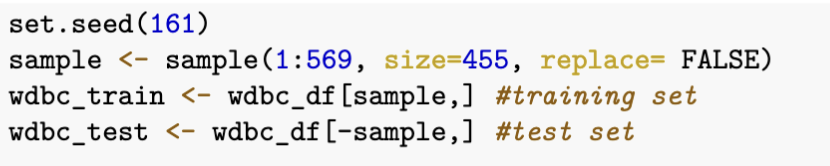 set.seed(161)
sample <- sample(1:569, size=455, replace= FALSE)
wdbc_train <- wdbc_df[sample,] #training set
wdbc_test <- wdbc_df[-sample,] #test set